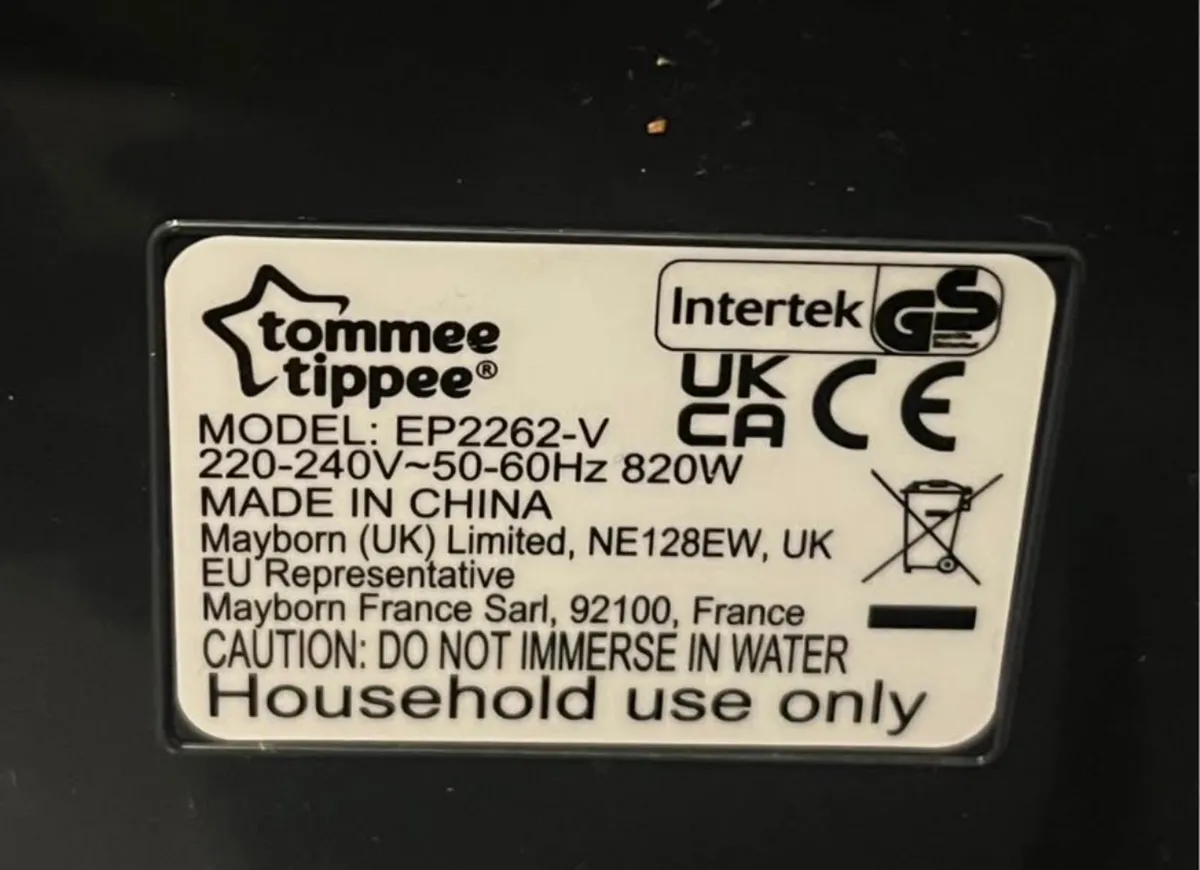 tommee
tippee®
Intertek GS
UK
CA CE
MODEL: EP2262-V
220-240V~50-60Hz 820W
MADE IN CHINA
Mayborn (UK) Limited, NE128EW, UK
EU Representative
Mayborn France Sarl, 92100, France
CAUTION: DO NOT IMMERSE IN WATER
Household use only